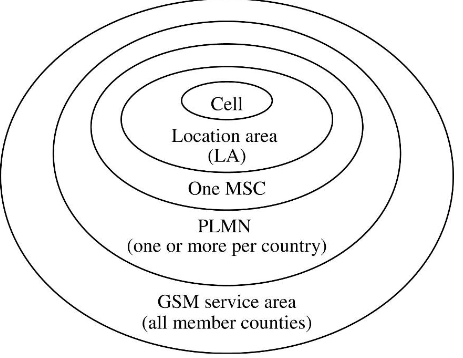 Cell
Location area
(LA)
One MSC
PLMN
(one or more per country)
GSM service area
(all member counties)